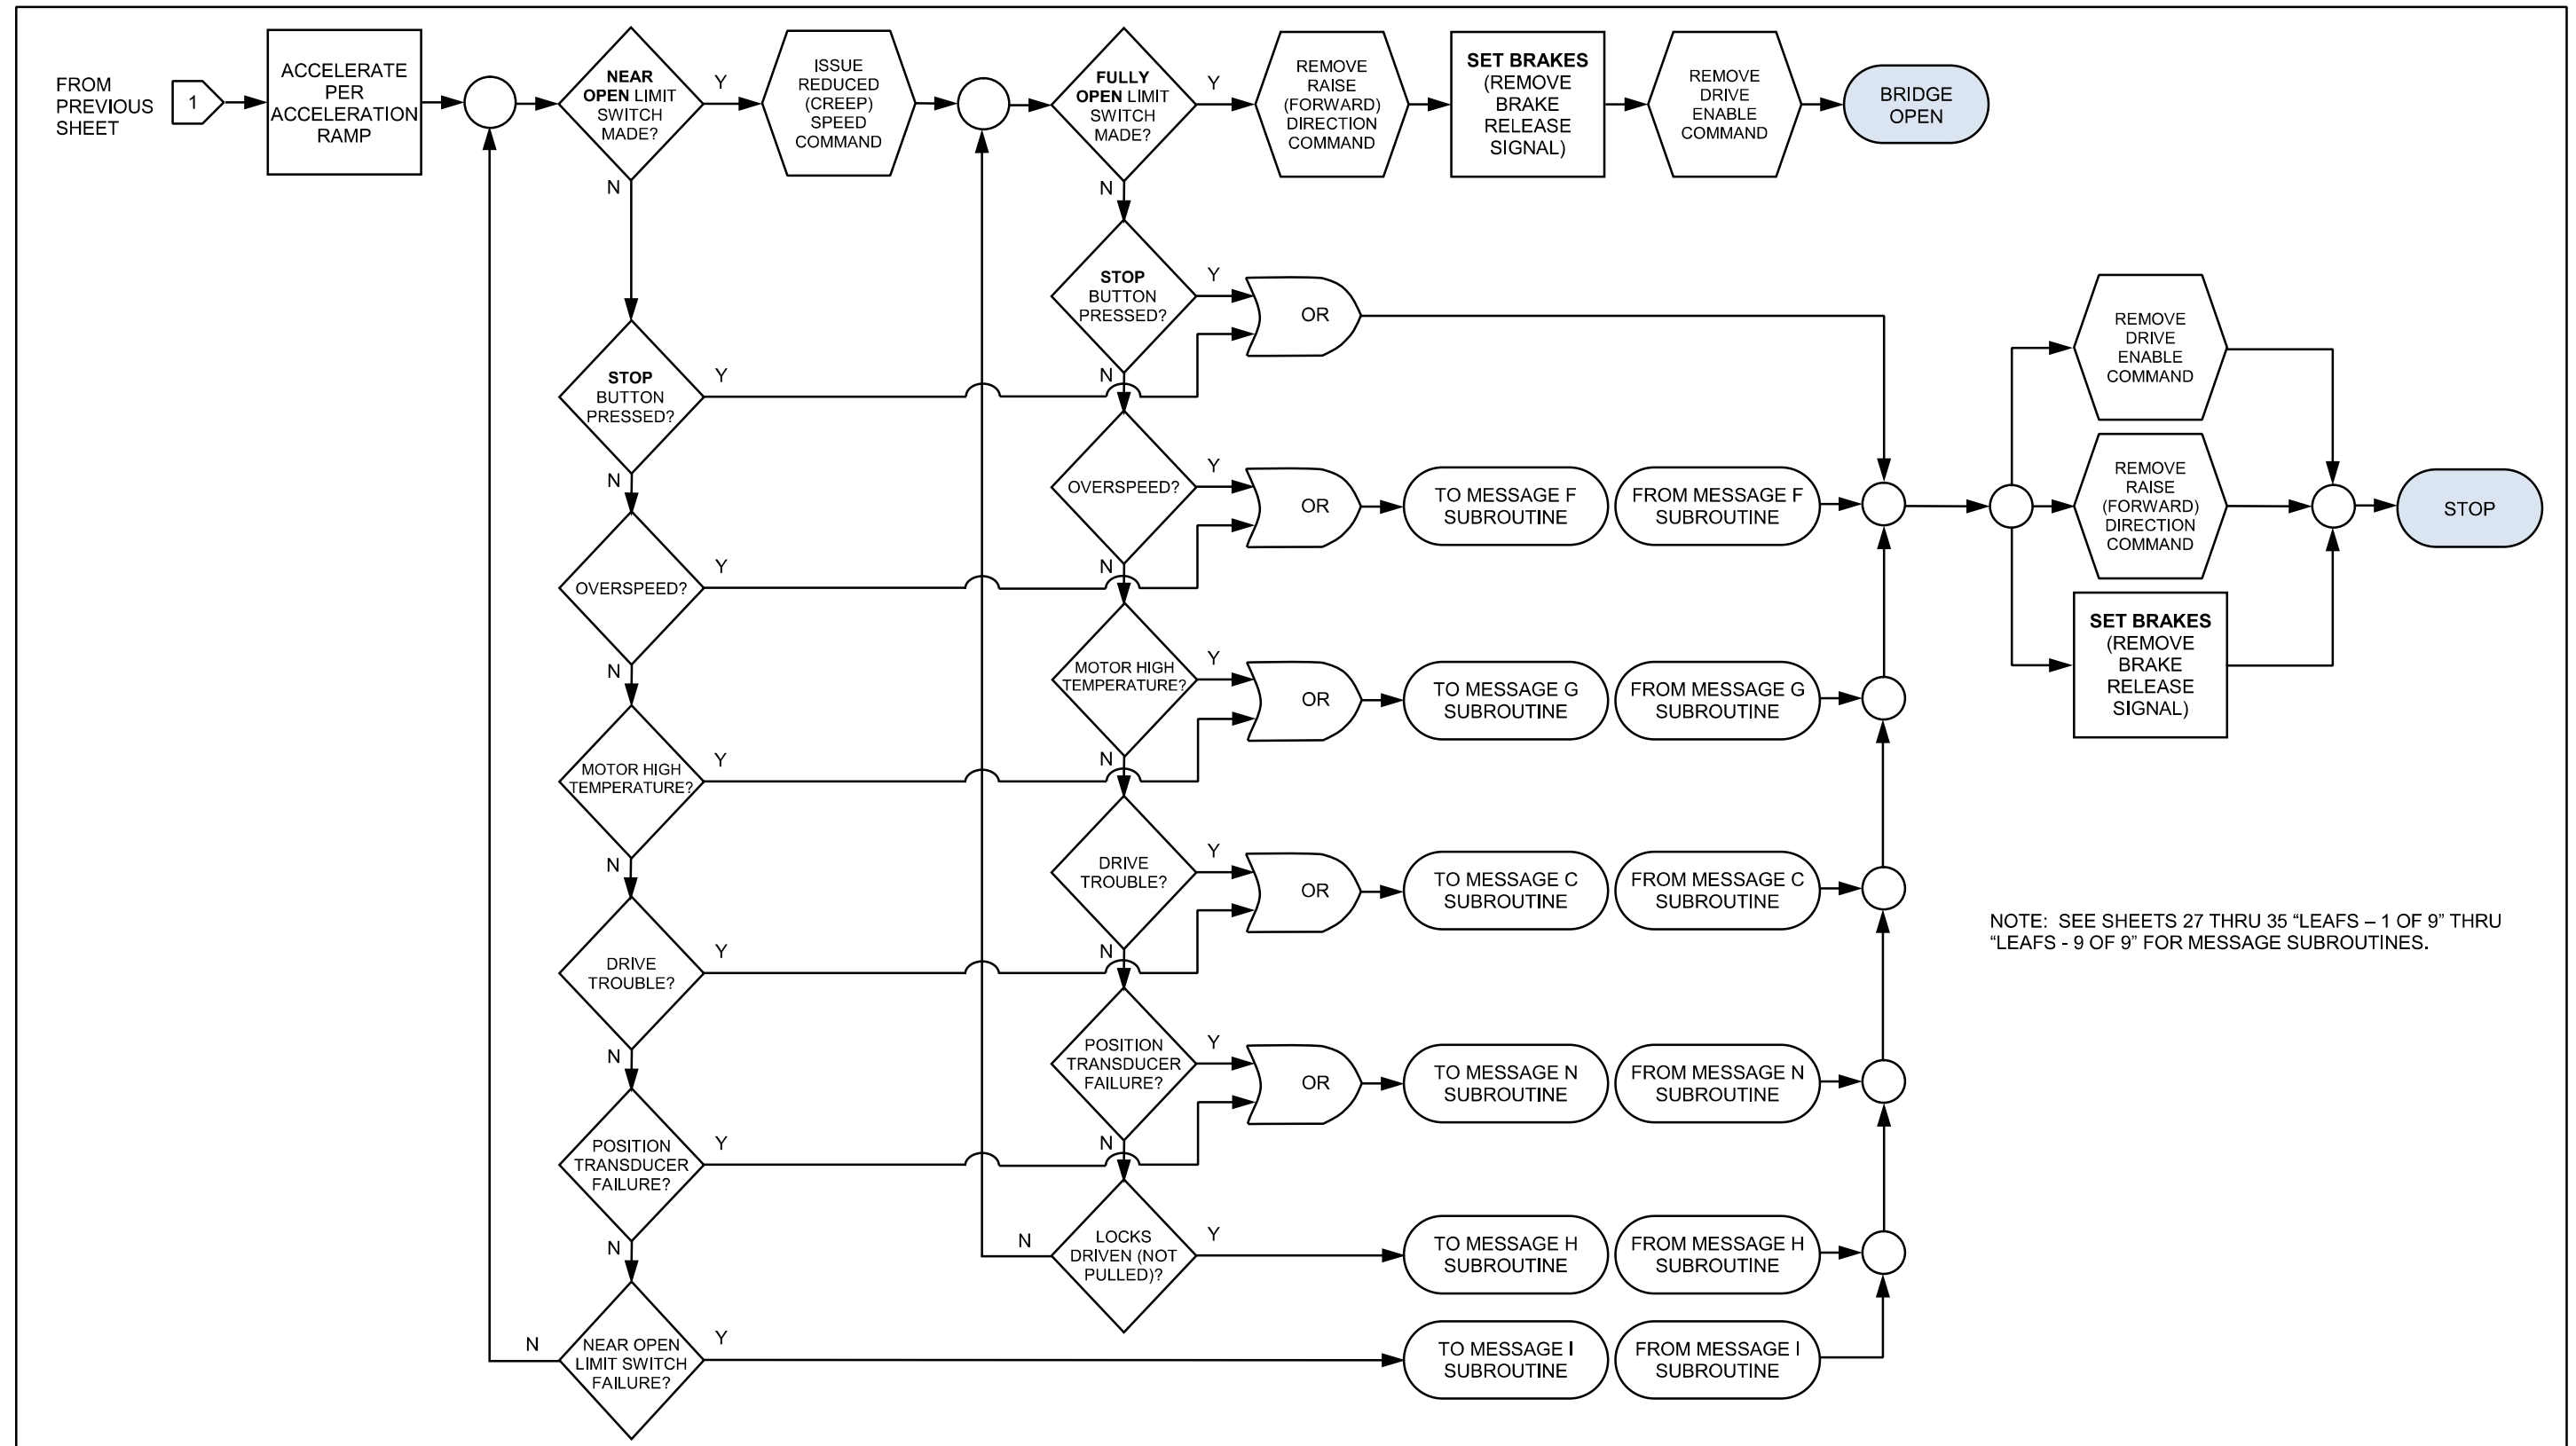 FROM
PREVIOUS
SHEET
1
ACCELERATE
PER
ACCELERATION
RAMP
NEAR
OPEN LIMIT
SWITCH
MADE?
Y
N
ISSUE
REDUCED
(CREEP)
SPEED
COMMAND
FULLY
OPEN LIMIT
SWITCH
MADE?
Y
N
REMOVE
RAISE
(FORWARD)
DIRECTION
COMMAND
SET BRAKES
(REMOVE
BRAKE
RELEASE
SIGNAL)
REMOVE
DRIVE
ENABLE
COMMAND
BRIDGE
OPEN
STOP
BUTTON
PRESSED?
Y
N
OR
STOP
BUTTON
PRESSED?
Y
N
OVERSPEED?
Y
N
OR
TO MESSAGE F
SUBROUTINE
FROM MESSAGE F
SUBROUTINE
OVERSPEED?
Y
N
MOTOR HIGH
TEMPERATURE?
Y
N
OR
TO MESSAGE G
SUBROUTINE
FROM MESSAGE G
SUBROUTINE
MOTOR HIGH
TEMPERATURE?
Y
N
DRIVE
TROUBLE?
Y
N
OR
TO MESSAGE C
SUBROUTINE
FROM MESSAGE C
SUBROUTINE
DRIVE
TROUBLE?
Y
N
POSITION
TRANSDUCER
FAILURE?
Y
N
OR
TO MESSAGE N
SUBROUTINE
FROM MESSAGE N
SUBROUTINE
POSITION
TRANSDUCER
FAILURE?
Y
N
LOCKS
DRIVEN (NOT
PULLED)?
N
Y
TO MESSAGE H
SUBROUTINE
FROM MESSAGE H
SUBROUTINE
NEAR OPEN
LIMIT SWITCH
FAILURE?
N
Y
TO MESSAGE I
SUBROUTINE
FROM MESSAGE I
SUBROUTINE
REMOVE
DRIVE
ENABLE
COMMAND
REMOVE
RAISE
(FORWARD)
DIRECTION
COMMAND
SET BRAKES
(REMOVE
BRAKE
RELEASE
SIGNAL)
STOP
NOTE: SEE SHEETS 27 THRU 35 “LEAFS – 1 OF 9” THRU
“LEAFS - 9 OF 9” FOR MESSAGE SUBROUTINES.